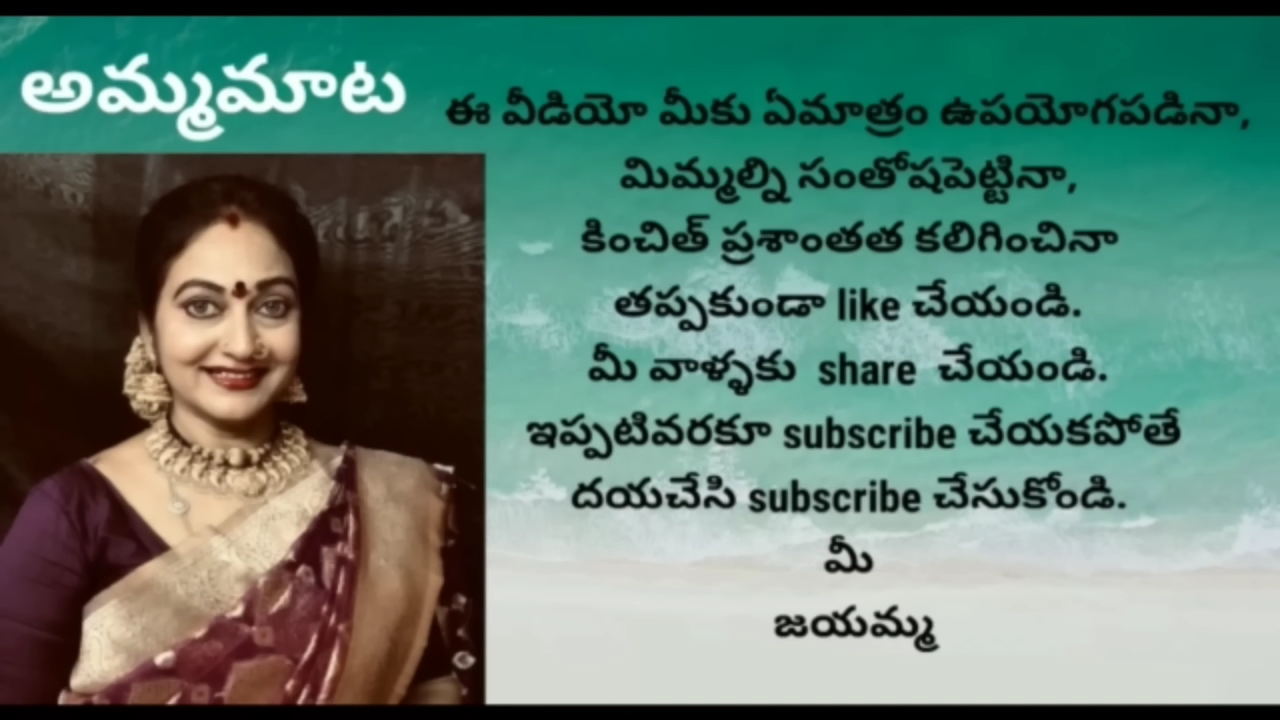 అమ్మమాట
ఈ వీడియో మీకు ఏమాత్రం ఉపయోగపడినా,
మిమ్మల్ని సంతోషపెట్టినా,
కించిత్ ప్రశాంతత కలిగించినా
తప్పకుండా like చేయండి.
మీ వాళ్ళకు share చేయండి.
ఇప్పటివరకూ subscribe చేయకపోతే
దయచేసి subscribe చేసుకోండి.
మీ
జయమ్మ